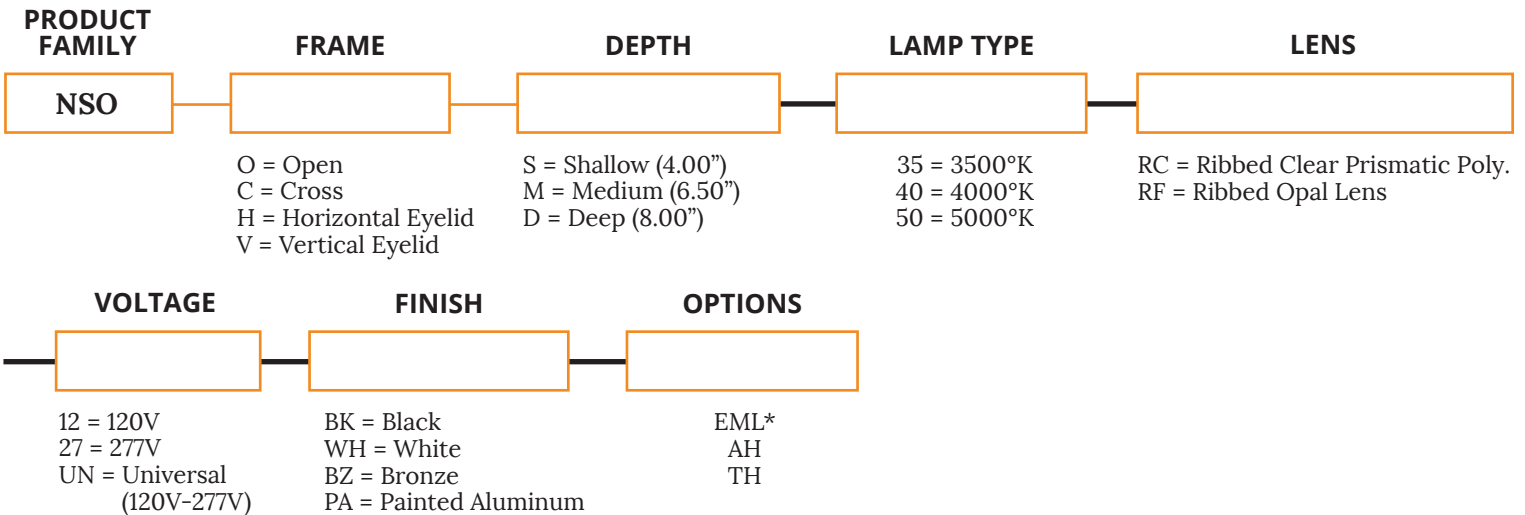 PRODUCT
FAMILY
FRAME
DEPTH
LAMP TYPE
LENS
NSO
O = Open
C = Cross
H = Horizontal Eyelid
V = Vertical Eyelid
S = Shallow (4.00”)
M = Medium (6.50”)
D = Deep (8.00”)
35 = 3500°K
40 = 4000°K
50 = 5000°K
RC = Ribbed Clear Prismatic Poly.
RF = Ribbed Opal Lens
VOLTAGE
FINISH
OPTIONS
12 = 120V
27 = 277V
UN = Universal
(120V-277V)
BK = Black
WH = White
BZ = Bronze
PA = Painted Aluminum
EML*
AH
TH